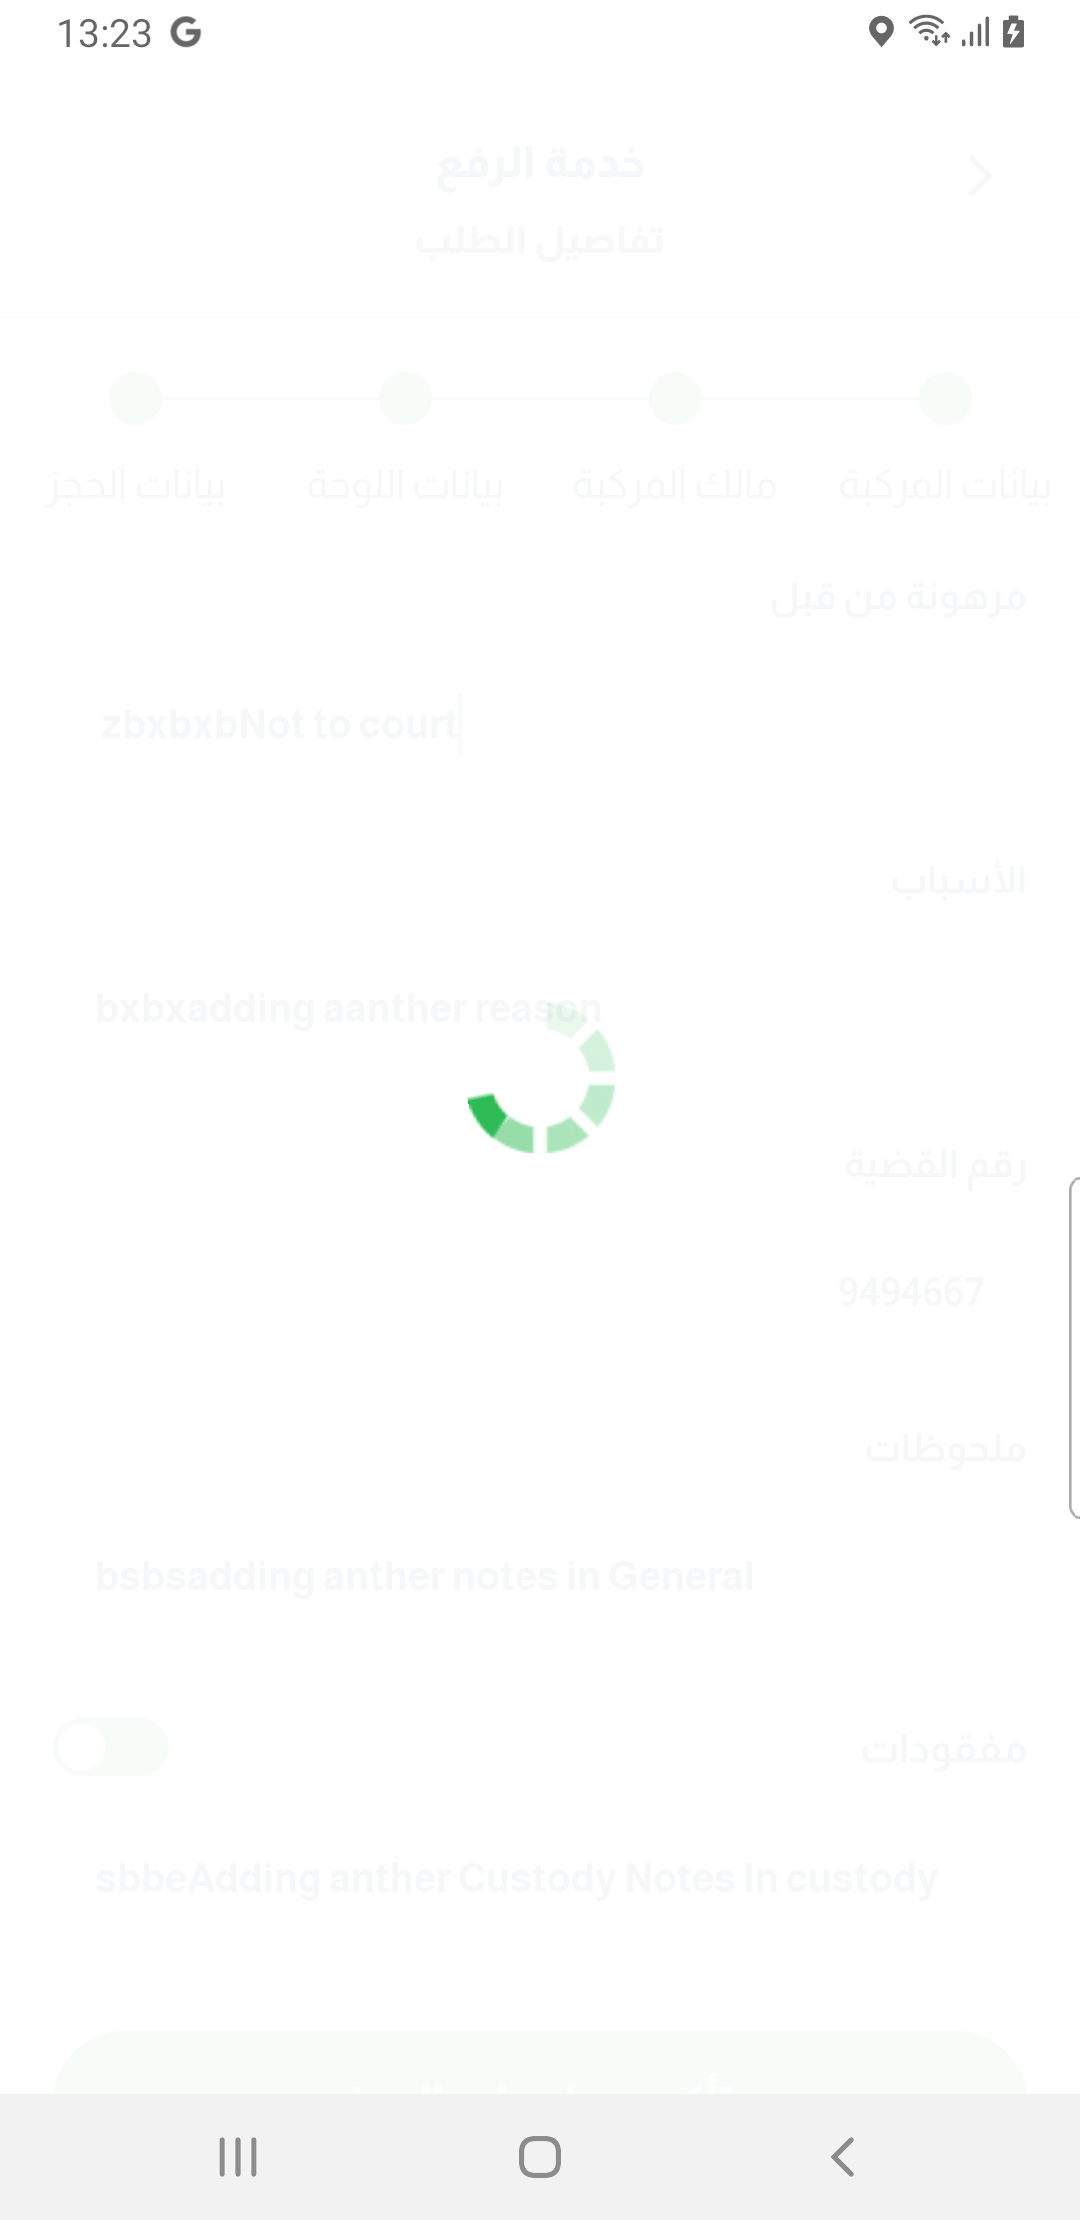 13:23
خدمة الرفع
تفاصيل الطلب
بيانات المركبة
مالك المركبة
بيانات اللوحة
بيانات الحجز
مرهونة من قبل
zbxbxbNot to court
الأسباب
bxbxadding aanther reason
رقم القضية
9494667
ملحوظات
bsbsadding anther notes in General
مفقودات
sbbeAdding anther Custody Notes In custody